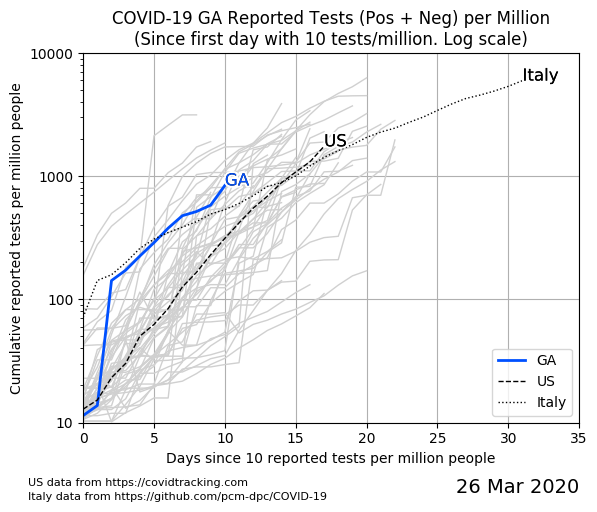 COVID-19 GA Reported Tests (Pos + Neg) per Million
(Since first day with 10 tests/million. Log scale)
Cumulative reported tests per million people
10000
1000
100
10
Italy
US
GA
GA
US
Italy
0 5 10 15 20 25 30 35
Days since 10 reported tests per million people
US data from https://covidtracking.com
Italy data from https://github.com/pcm-dpc/COVID-19
26 Mar 2020